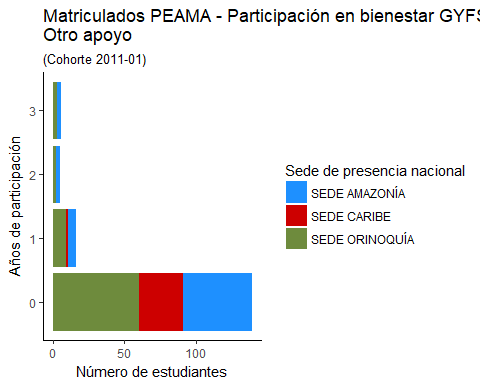 Matriculados PEAMA - Participación en bienestar GYFS
Otro apoyo
(Cohorte 2011-01)
Años de participación
3
2
1
0
0 50 100
Número de estudiantes
Sede de presencia nacional
SEDE AMAZONÍA
SEDE CARIBE
SEDE ORINOQUÍA